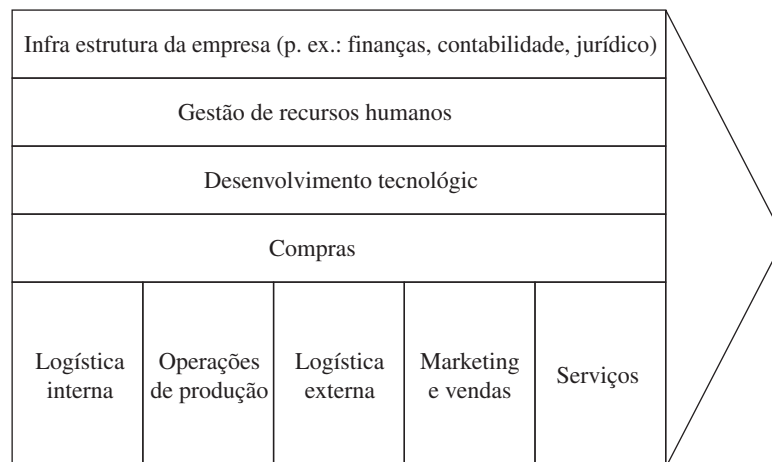 Infra estrutura da empresa (p. ex.: finanças, contabilidade, jurídico)
Gestão de recursos humanos
Desenvolvimento tecnológic
Compras
Logística
interna
Operações
de produção
Logística
externa
Marketing
e vendas
Serviços